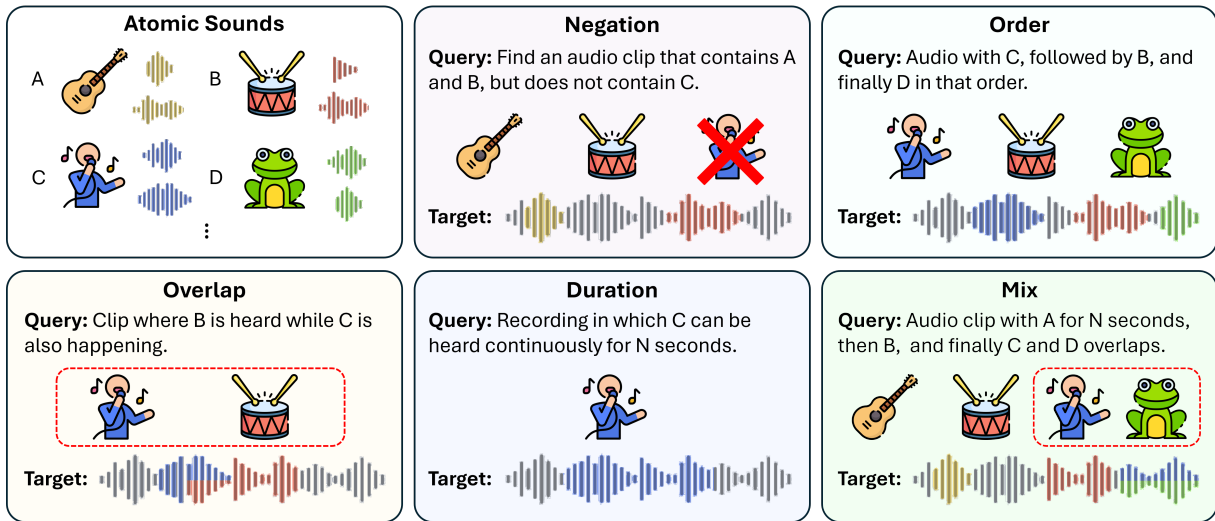 Atomic Sounds
A
B
C
D
⋮
Negation
Query: Find an audio clip that contains A
and B, but does not contain C.
Target:
Order
Query: Audio with C, followed by B, and
finally D in that order.
Target:
Overlap
Query: Clip where B is heard while C is
also happening.
Target:
Duration
Query: Recording in which C can be
heard continuously for N seconds.
Target:
Mix
Query: Audio clip with A for N seconds,
then B, and finally C and D overlaps.
Target: